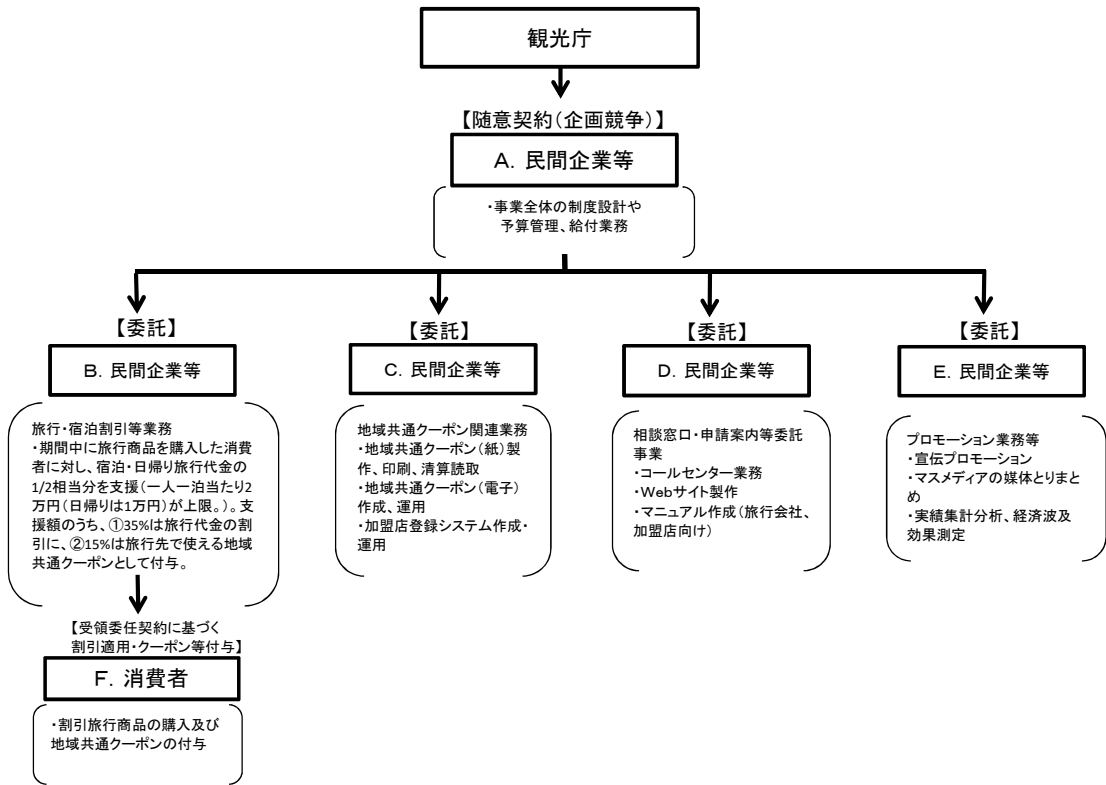 観光庁
【随意契約(企画競争)】
A. 民間企業等
・事業全体の制度設計や
予算管理、給付業務
【委託】
B. 民間企業等
旅行・宿泊割引等業務
・期間中に旅行商品を購入した消費
者に対し、宿泊・日帰り旅行代金の
1/2相当分を支援(一人一泊当たり2
万円(日帰りは1万円)が上限。)。支
援額のうち、①35%は旅行代金の割
引に、②15%は旅行先で使える地域
共通クーポンとして付与。
【受領委任契約に基づく
割引適用・クーポン等付与】
F. 消費者
・割引旅行商品の購入及び
地域共通クーポンの付与
【委託】
C. 民間企業等
地域共通クーポン関連業務
・地域共通クーポン(紙)製
作、印刷、清算読取
・地域共通クーポン(電子)
作成、運用
・加盟店登録システム作成・
運用
【委託】
D. 民間企業等
相談窓口・申請案内等委託
事業
・コールセンター業務
・Webサイト製作
・マニュアル作成(旅行会社、
加盟店向け)
【委託】
E. 民間企業等
プロモーション業務等
・宣伝プロモーション
・マスメディアの媒体とりまと
め
・実績集計分析、経済波及
効果測定